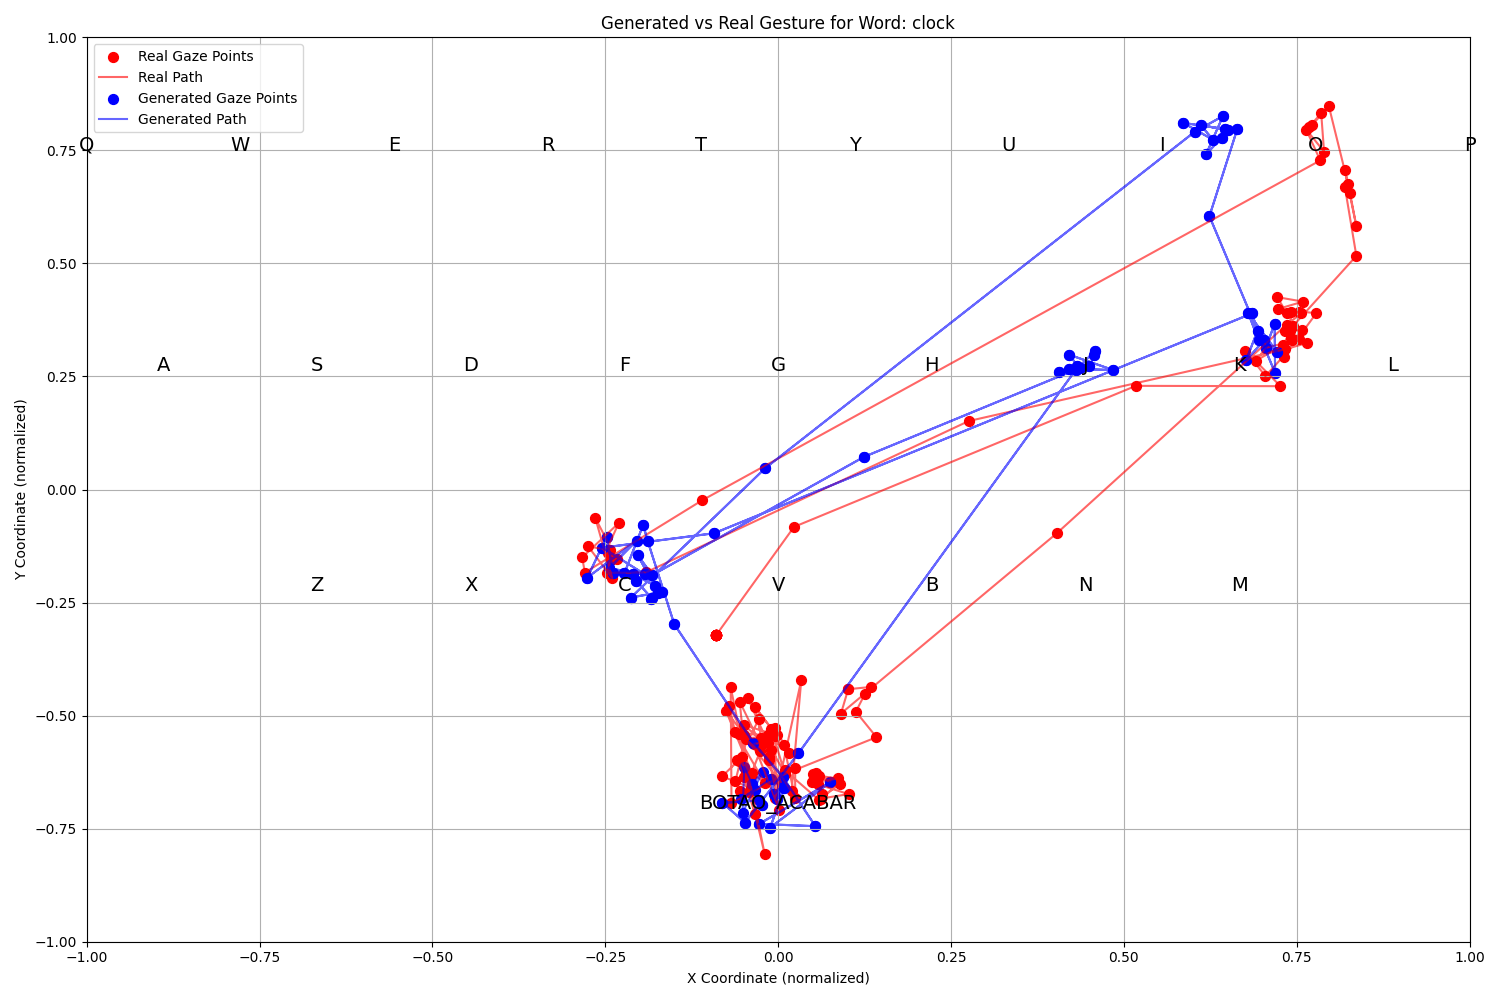 Generated vs Real Gesture for Word: clock
1.00
Real Gaze Points
Real Path
Generated Gaze Points
Generated Path
Q W E R T Y U I O P
0.75
0.50
A S D F G H J K L
0.25
0.00
Z X C V B N M
−0.25
−0.50
BOTAO_ACABAR
−0.75
−1.00
−1.00 −0.75 −0.50 −0.25 0.00 0.25 0.50 0.75 1.00
X Coordinate (normalized)
Y Coordinate (normalized)